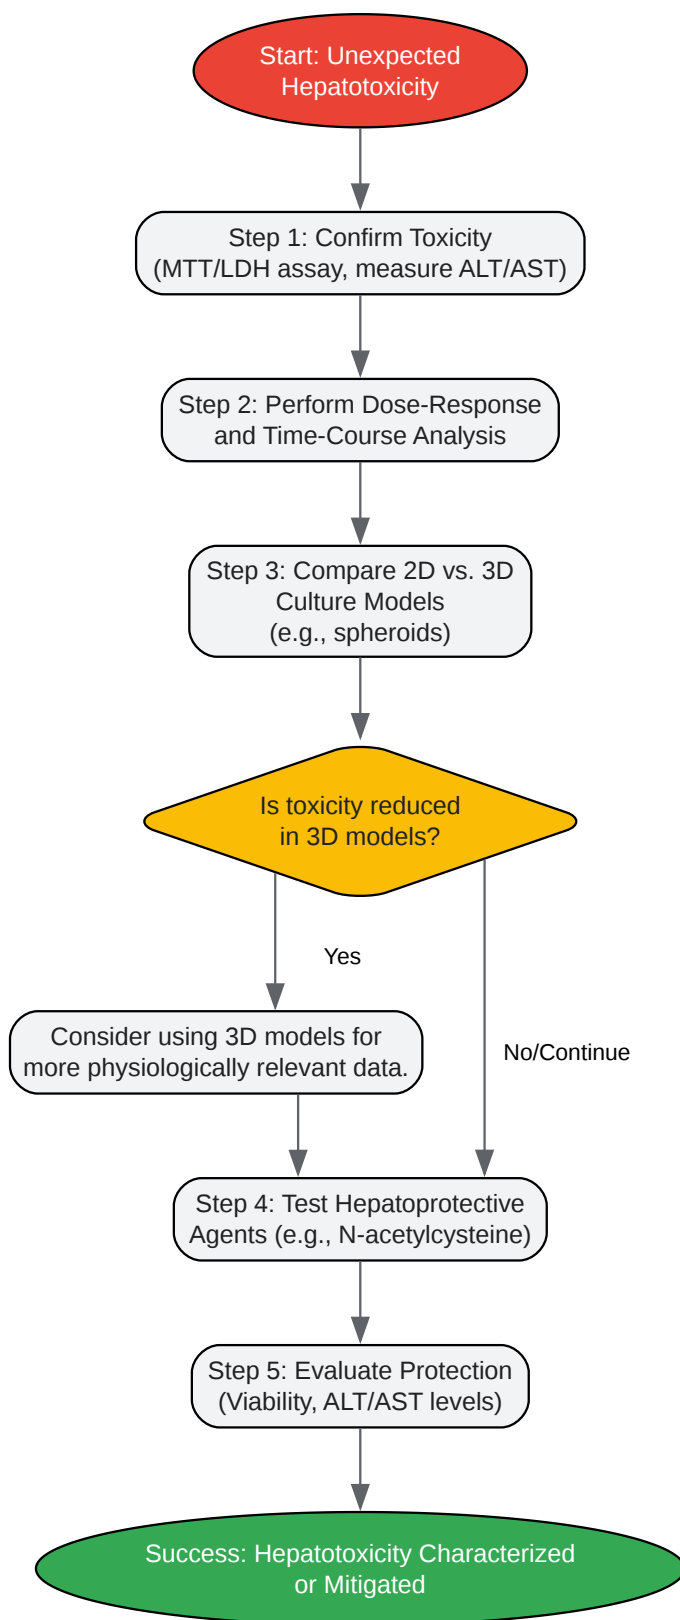 Start: Unexpected
Hepatotoxicity
Step 1: Confirm Toxicity
(MTT/LDH assay, measure ALT/AST)
Step 2: Perform Dose-Response
and Time-Course Analysis
Step 3: Compare 2D vs. 3D
Culture Models
(e.g., spheroids)
Is toxicity reduced
in 3D models?
Yes
Consider using 3D models for
more physiologically relevant data.
No/Continue
Step 4: Test Hepatoprotective
Agents (e.g., N-acetylcysteine)
Step 5: Evaluate Protection
(Viability, ALT/AST levels)
Success: Hepatotoxicity Characterized
or Mitigated